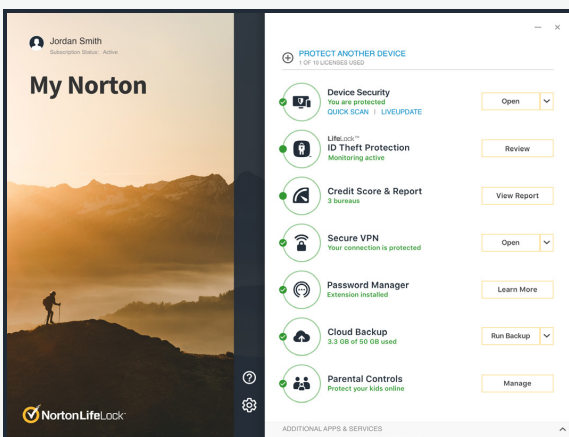 Jordan Smith
Subscription Status: Active
My Norton
NortonLifeLock™
PROTECT ANOTHER DEVICE
1 OF 10 LICENSES USED
Device Security
You are protected
QUICK SCAN | LIVEUPDATE
Open
LifeLock™
ID Theft Protection
Monitoring active
Review
Credit Score & Report
3 bureaus
View Report
Secure VPN
Your connection is protected
Open
Password Manager
Extension installed
Learn More
Cloud Backup
3.3 GB of 50 GB used
Run Backup
Parental Controls
Protect your kids online
Manage
ADDITIONAL APPS & SERVICES